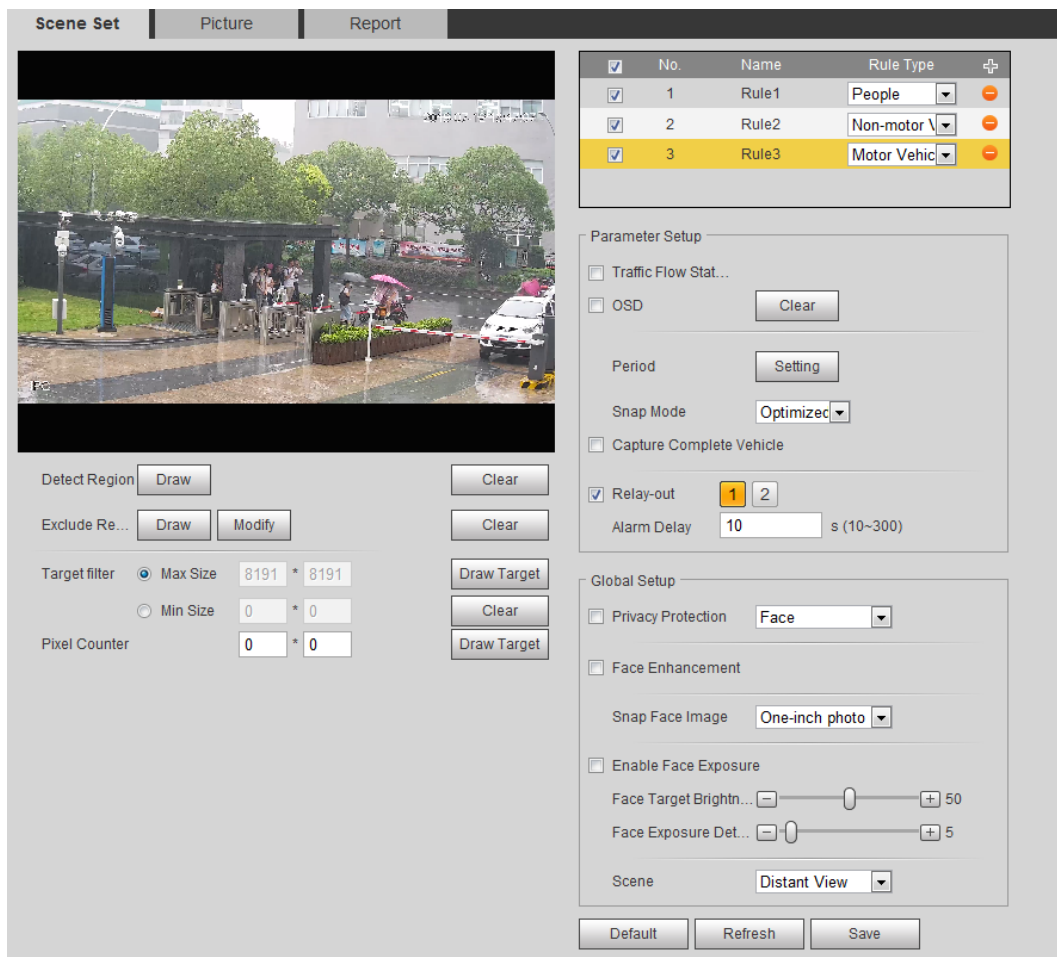 Scene Set Picture Report
No. Name Rule Type
1 Rule1 People
2 Rule2 Non-motor V
3 Rule3 Motor Vehic
Parameter Setup
Traffic Flow Stat...
OSD Clear
Period Setting
Snap Mode Optimized
Capture Complete Vehicle
Relay-out 1 2
Alarm Delay 10 s (10~300)
Detect Region Draw Clear
Exclude Re... Draw Modify Clear
Target filter Max Size 8191 * 8191 Draw Target
Min Size 0 * 0 Clear
Pixel Counter 0 * 0 Draw Target
Global Setup
Privacy Protection Face
Face Enhancement
Snap Face Image One-inch photo
Enable Face Exposure
Face Target Brightn... 50
Face Exposure Det... 5
Scene Distant View
Default Refresh Save